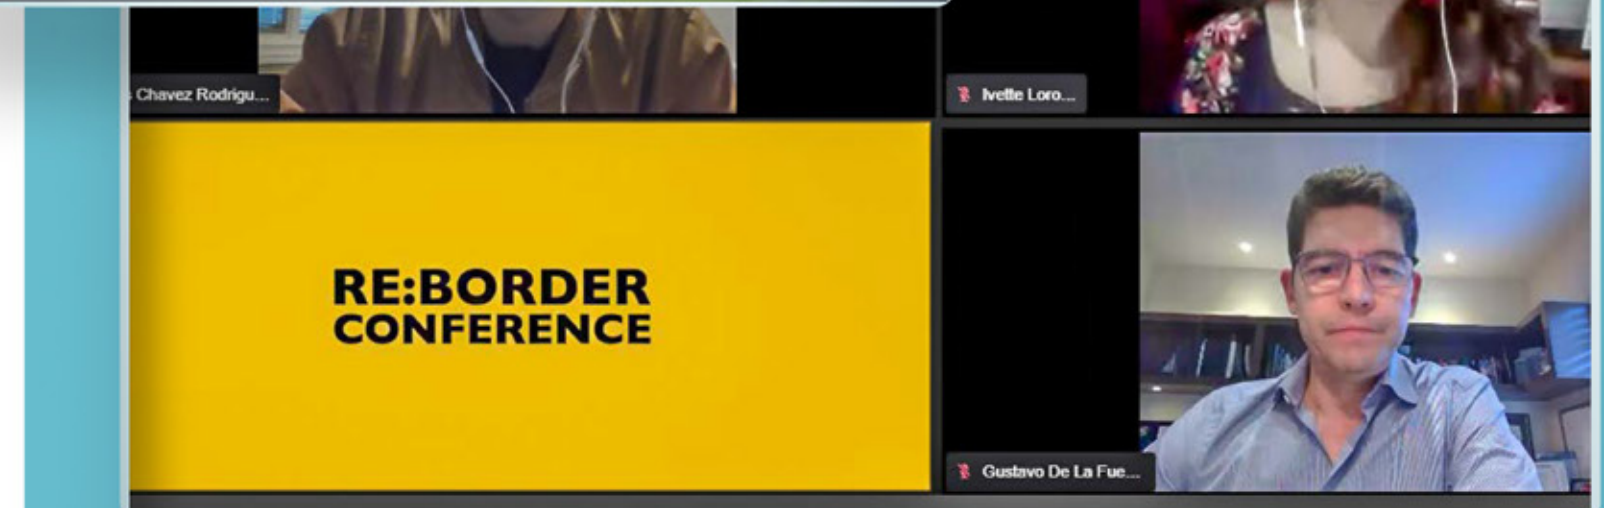 Chavez Rodrigu...
Ivette Loro...
RE:BORDER
CONFERENCE
Gustavo De La Fue...